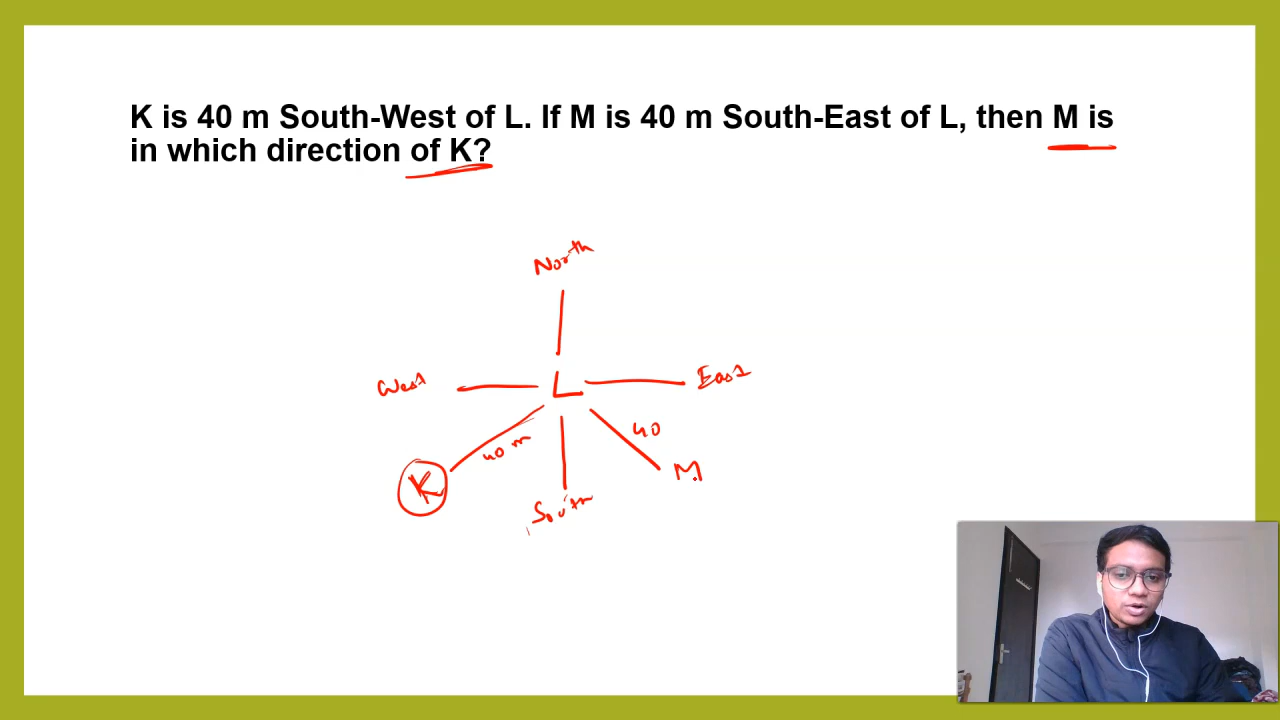 K is 40 m South-West of L. If M is 40 m South-East of L, then M is
in which direction of K?
North
West
L
East
40 m
40
K
M
South